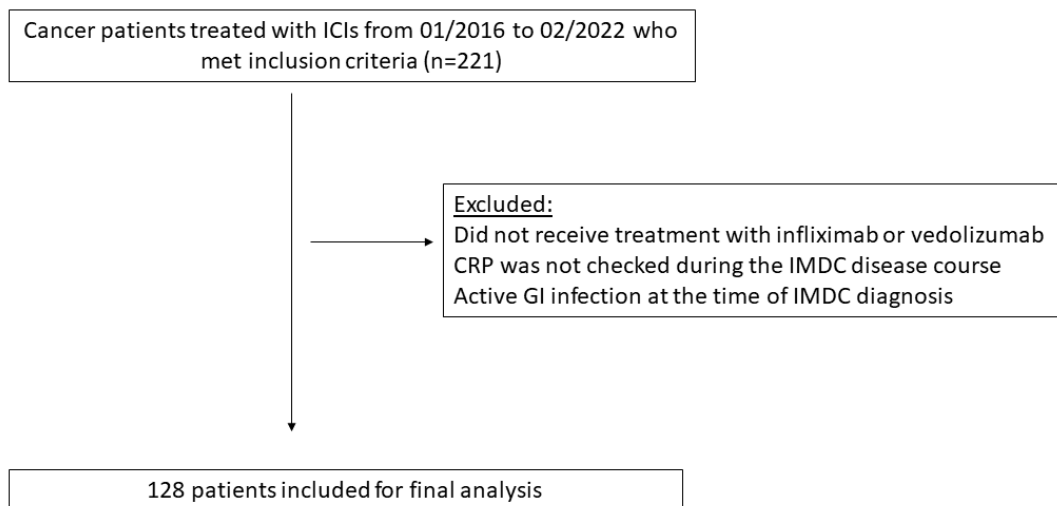 Cancer patients treated with ICIs from 01/2016 to 02/2022 who
met inclusion criteria (n=221)
Excluded:
Did not receive treatment with infliximab or vedolizumab
CRP was not checked during the IMDC disease course
Active GI infection at the time of IMDC diagnosis
128 patients included for final analysis